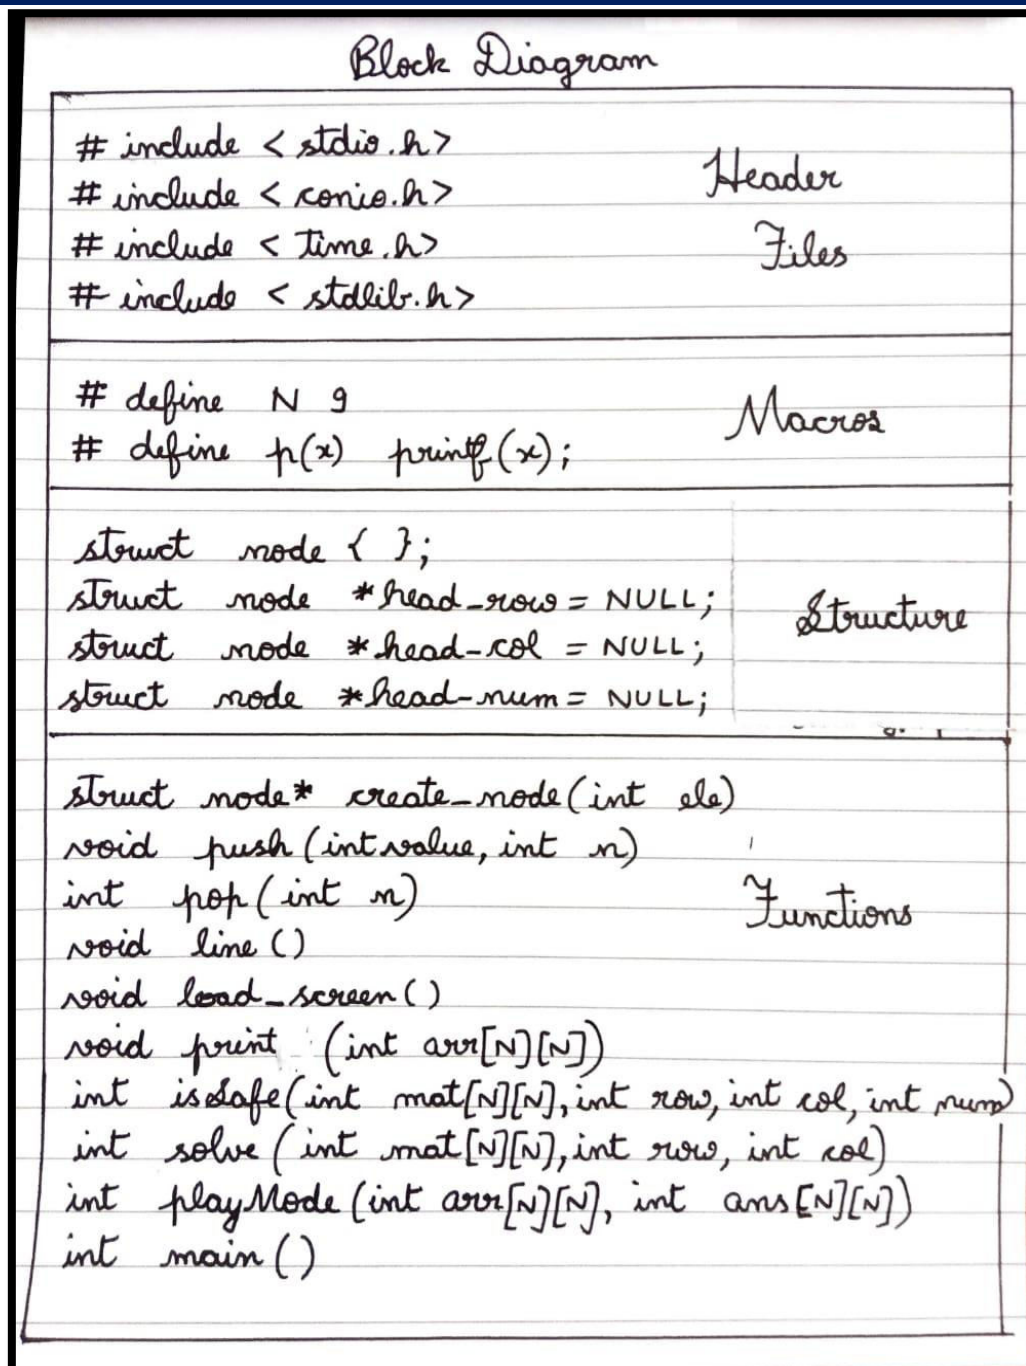 Block Diagram
# include < stdio.h>
# include < conio.h>
Header
# include < time.h>
Files
# include < stdlib.h>
# define N 9
Macros
# define p(x) printf(x);
struct node { };
struct node *head_row = NULL;
Structure
struct node *head-col = NULL;
struct node *head-num = NULL;
struct node* create_node(int ele)
void push (int value, int n)
int pop (int n)
Functions
void line ()
void load_screen()
void print (int arr[N][N])
int isSafe(int mat[N][N], int row, int col, int num)
int solve (int mat[N][N], int row, int col)
int playMode (int arr[N][N], int ans[N][N])
int main ()